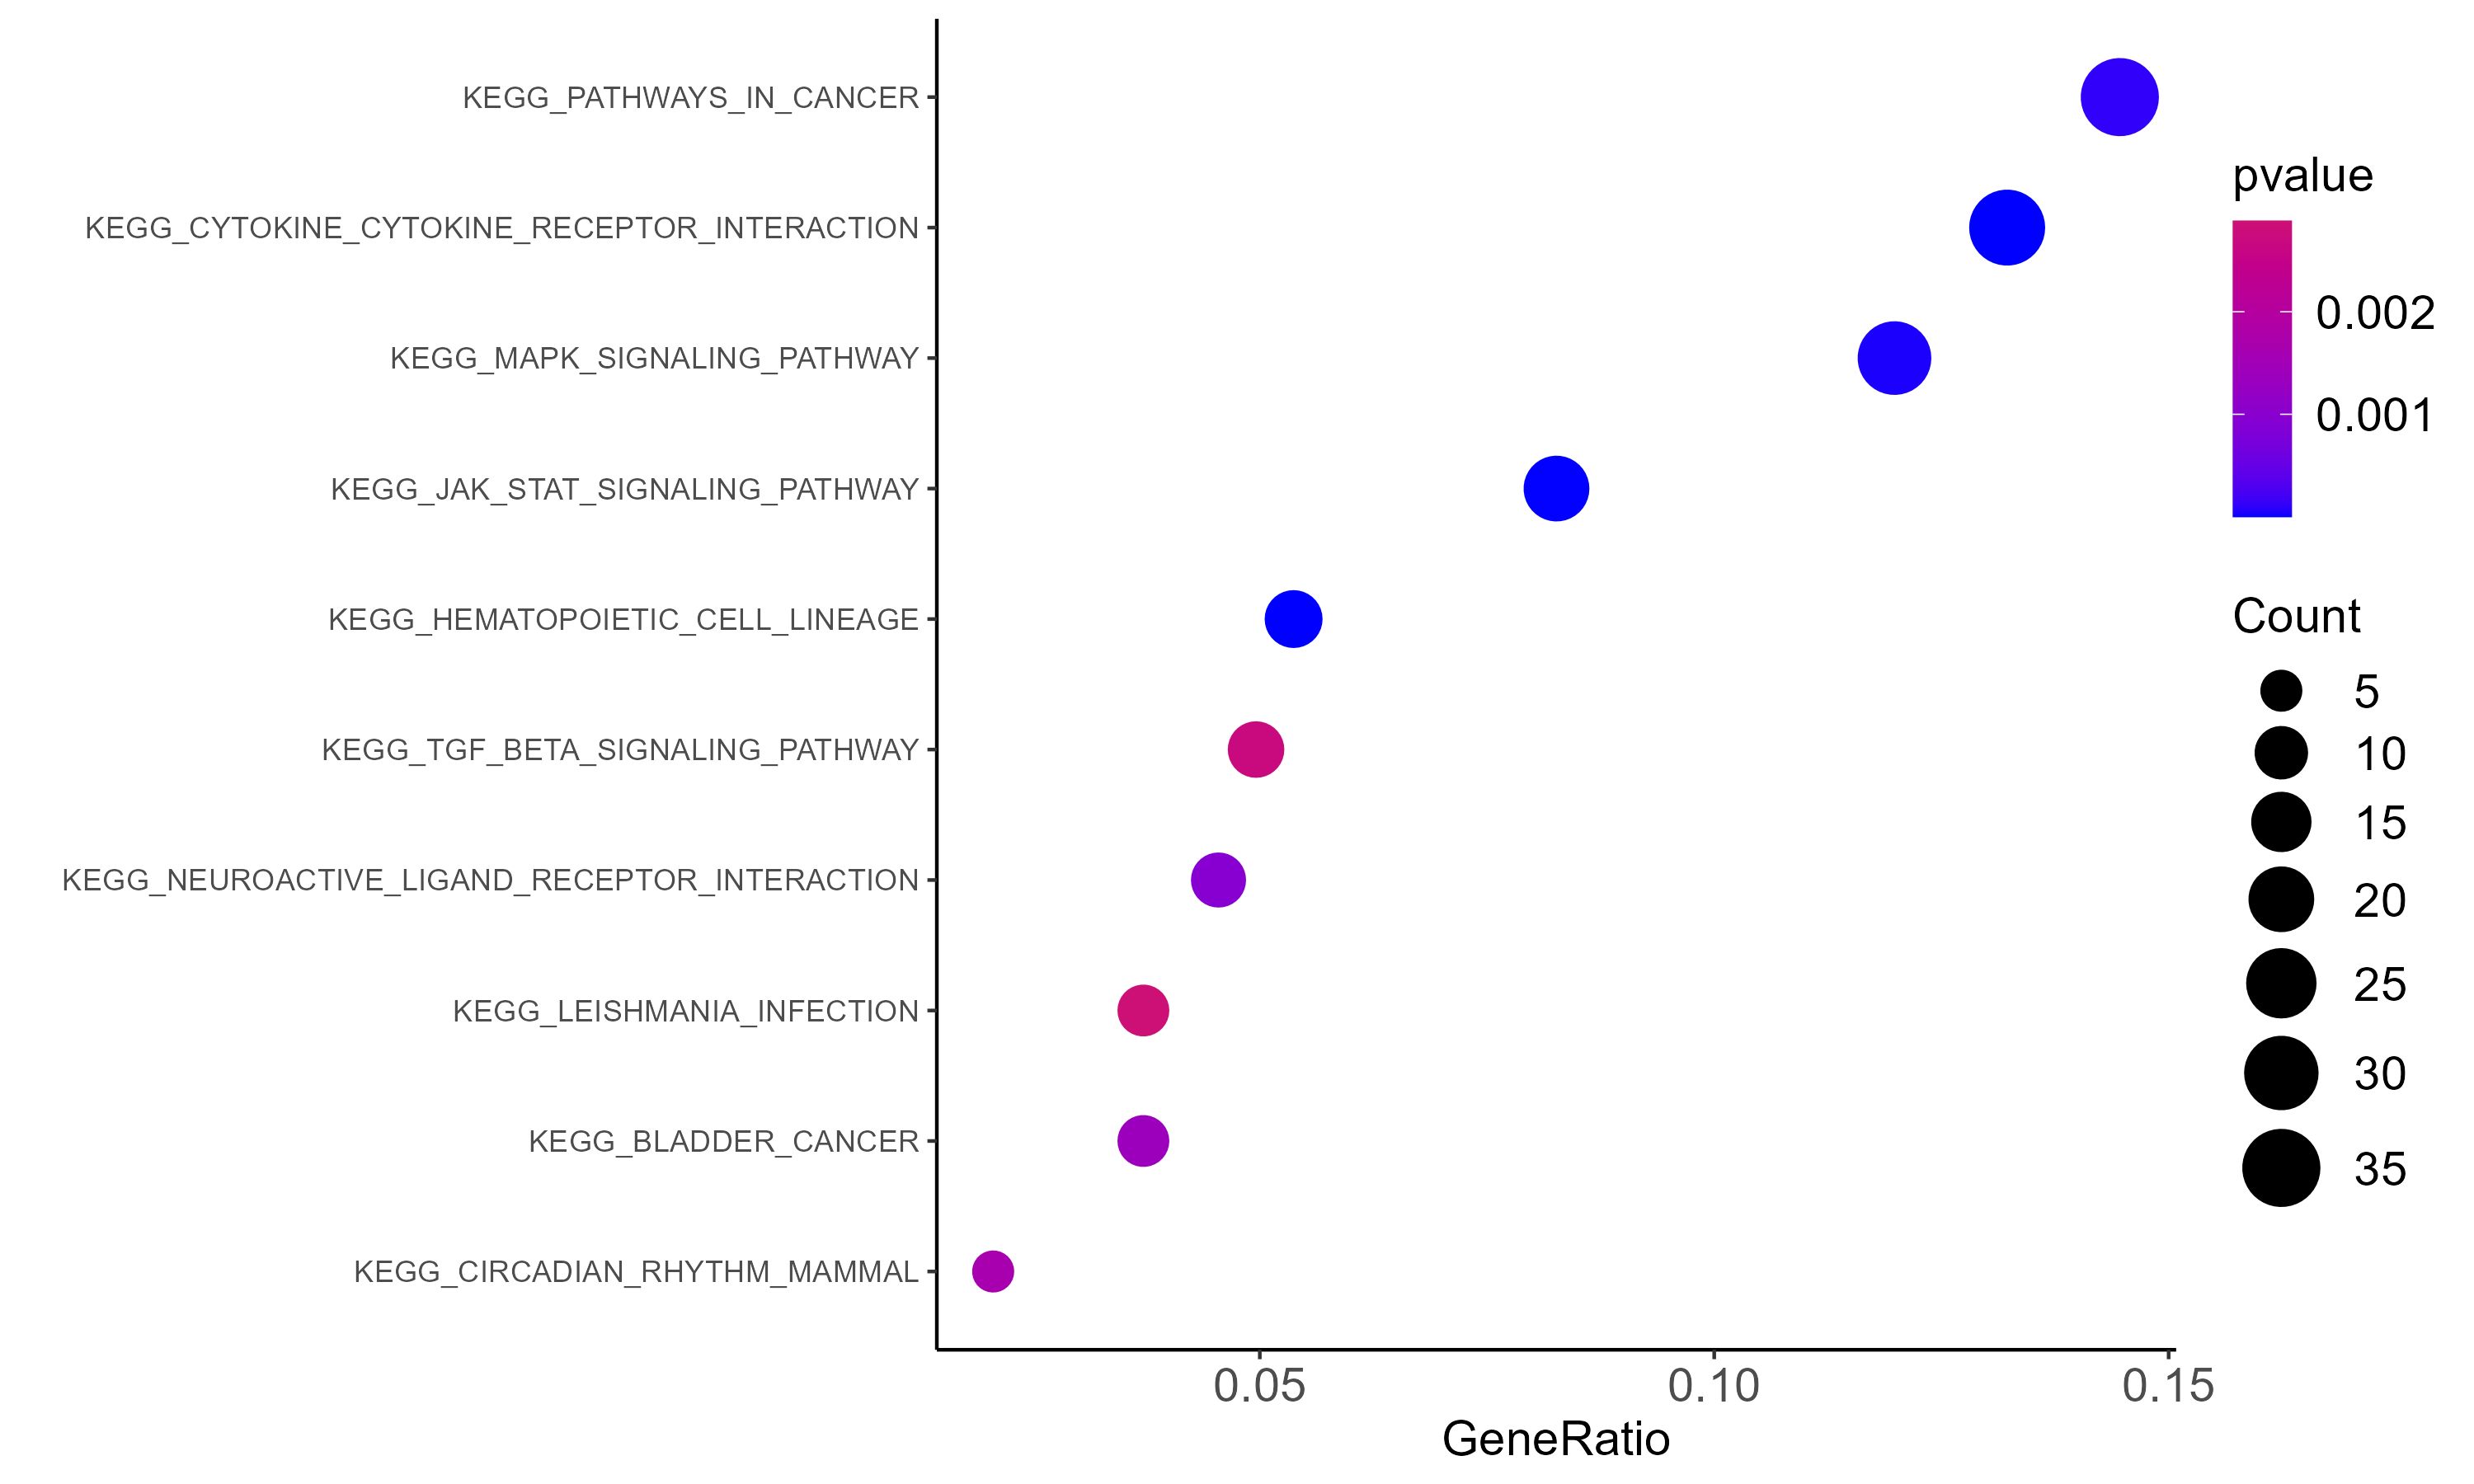 KEGG_PATHWAYS_IN_CANCER
KEGG_CYTOKINE_CYTOKINE_RECEPTOR_INTERACTION
KEGG_MAPK_SIGNALING_PATHWAY
KEGG_JAK_STAT_SIGNALING_PATHWAY
KEGG_HEMATOPOIETIC_CELL_LINEAGE
KEGG_TGF_BETA_SIGNALING_PATHWAY
KEGG_NEUROACTIVE_LIGAND_RECEPTOR_INTERACTION
KEGG_LEISHMANIA_INFECTION
KEGG_BLADDER_CANCER
KEGG_CIRCADIAN_RHYTHM_MAMMAL
0.05 0.10 0.15
GeneRatio
pvalue
0.002
0.001
Count
5
10
15
20
25
30
35